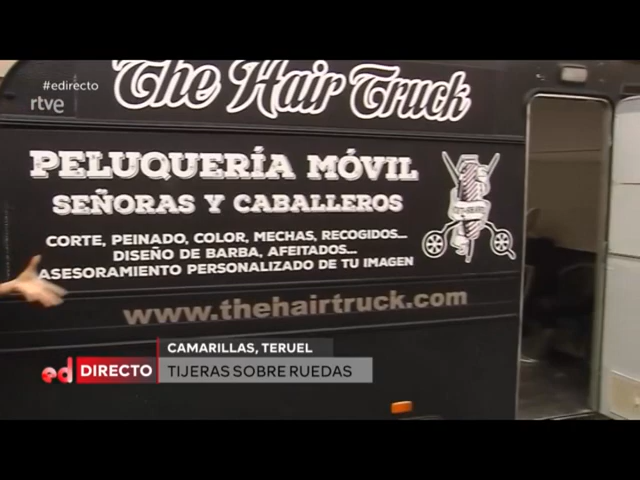 The Hair Truck
#edirecto
rtve
PELUQUERÍA MÓVIL
SEÑORAS Y CABALLEROS
CORTE, PEINADO, COLOR, MECHAS, RECOGIDOS...
DISEÑO DE BARBA, AFEITADOS...
ASESORAMIENTO PERSONALIZADO DE TU IMAGEN
www.thehairtruck.com
CAMARILLAS, TERUEL
ed DIRECTO
TIJERAS SOBRE RUEDAS